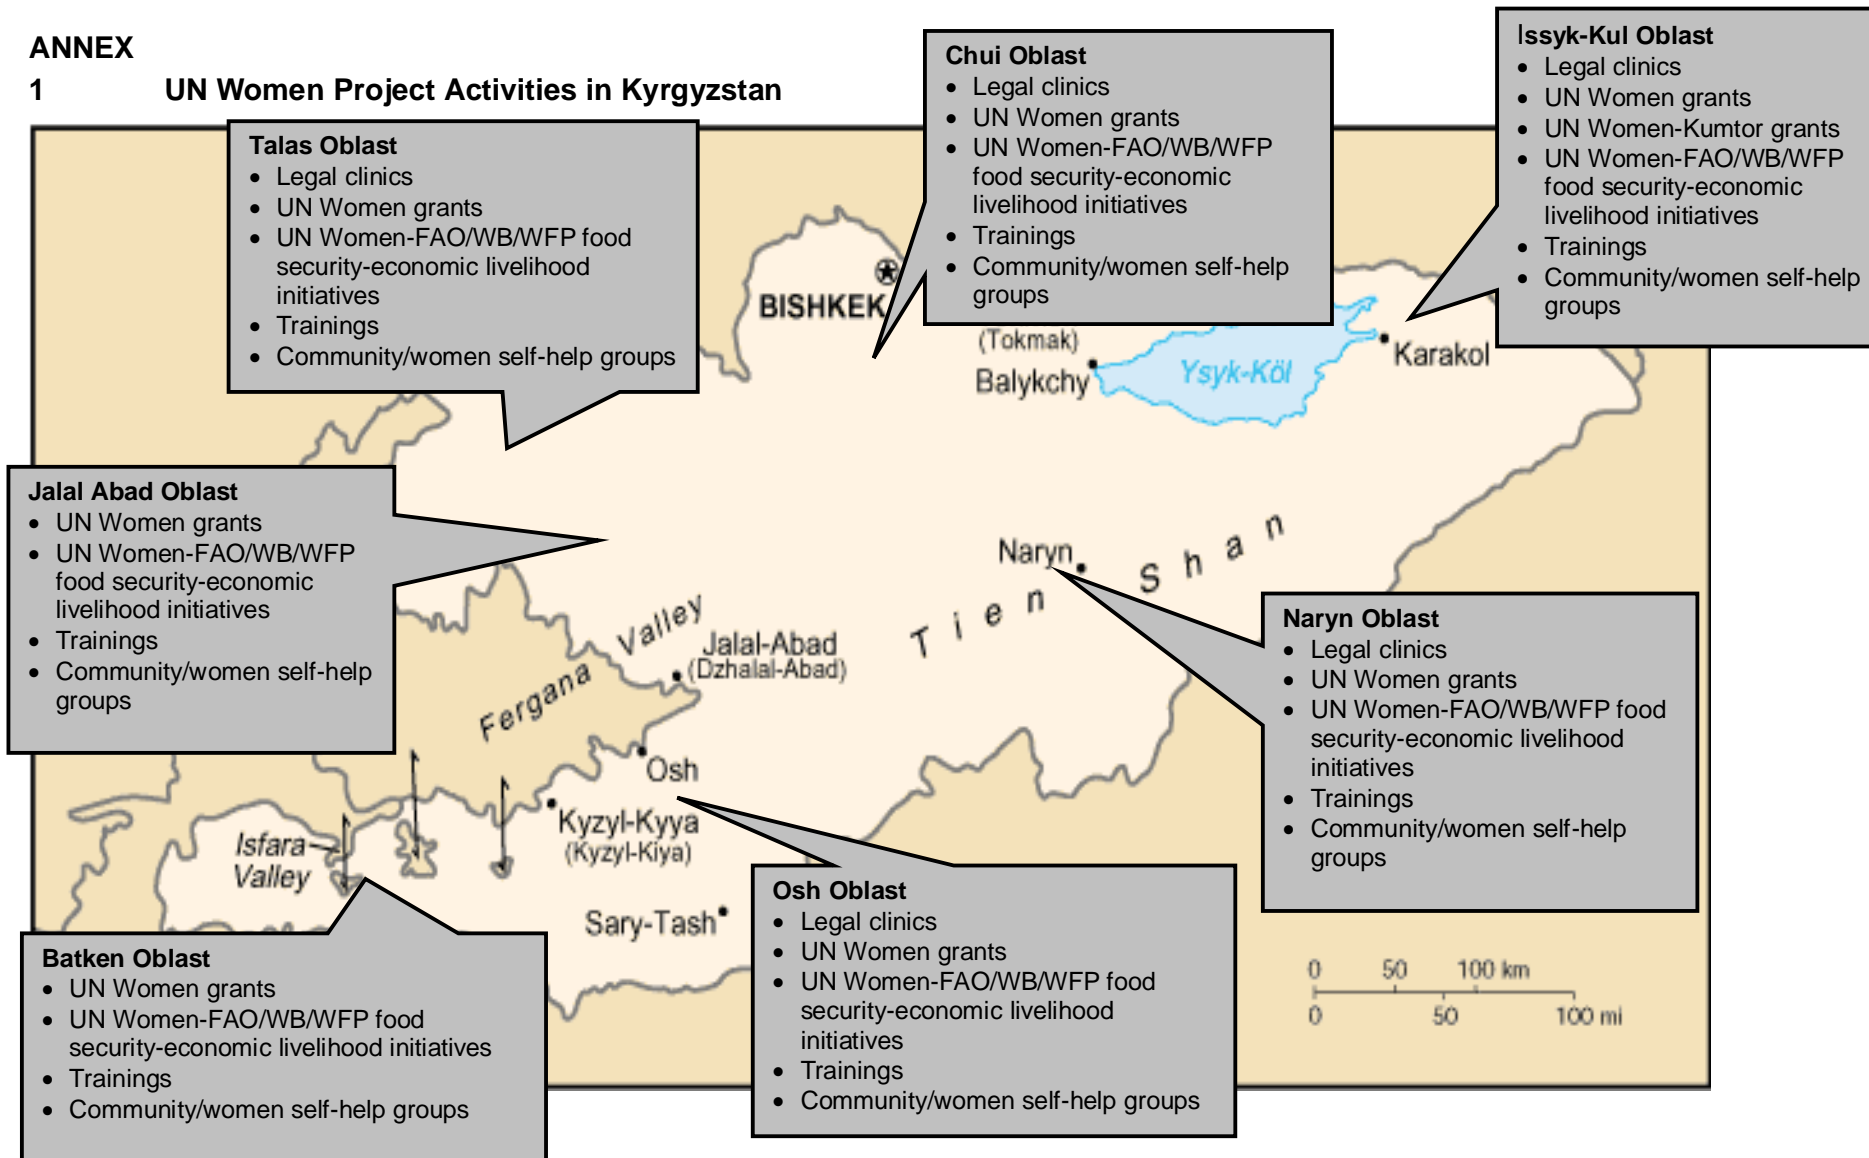 ANNEX
1 UN Women Project Activities in Kyrgyzstan
Talas Oblast
• Legal clinics
• UN Women grants
• UN Women-FAO/WB/WFP food
security-economic livelihood
initiatives
• Trainings
• Community/women self-help groups
Chui Oblast
• Legal clinics
• UN Women grants
• UN Women-FAO/WB/WFP
food security-economic
livelihood initiatives
• Trainings
• Community/women self-help
groups
Issyk-Kul Oblast
• Legal clinics
• UN Women grants
• UN Women-Kumtor grants
• UN Women-FAO/WB/WFP
food security-economic
livelihood initiatives
• Trainings
• Community/women self-help
groups
BISHKEK
(Tokmak)
Balykchy
Ysyk-Köl
Karakol
Jalal Abad Oblast
• UN Women grants
• UN Women-FAO/WB/WFP
food security-economic
livelihood initiatives
• Trainings
• Community/women self-help
groups
Naryn
Tien Shan
Fergana Valley
Jalal-Abad
(Dzhalal-Abad)
Osh
Kyzyl-Kyya
(Kyzyl-Kiya)
Isfara
Valley
Sary-Tash
Naryn Oblast
• Legal clinics
• UN Women grants
• UN Women-FAO/WB/WFP food
security-economic livelihood
initiatives
• Trainings
• Community/women self-help
groups
Batken Oblast
• UN Women grants
• UN Women-FAO/WB/WFP food
security-economic livelihood initiatives
• Trainings
• Community/women self-help groups
Osh Oblast
• Legal clinics
• UN Women grants
• UN Women-FAO/WB/WFP food
security-economic livelihood
initiatives
• Trainings
• Community/women self-help groups
0 50 100 km
0 50 100 mi